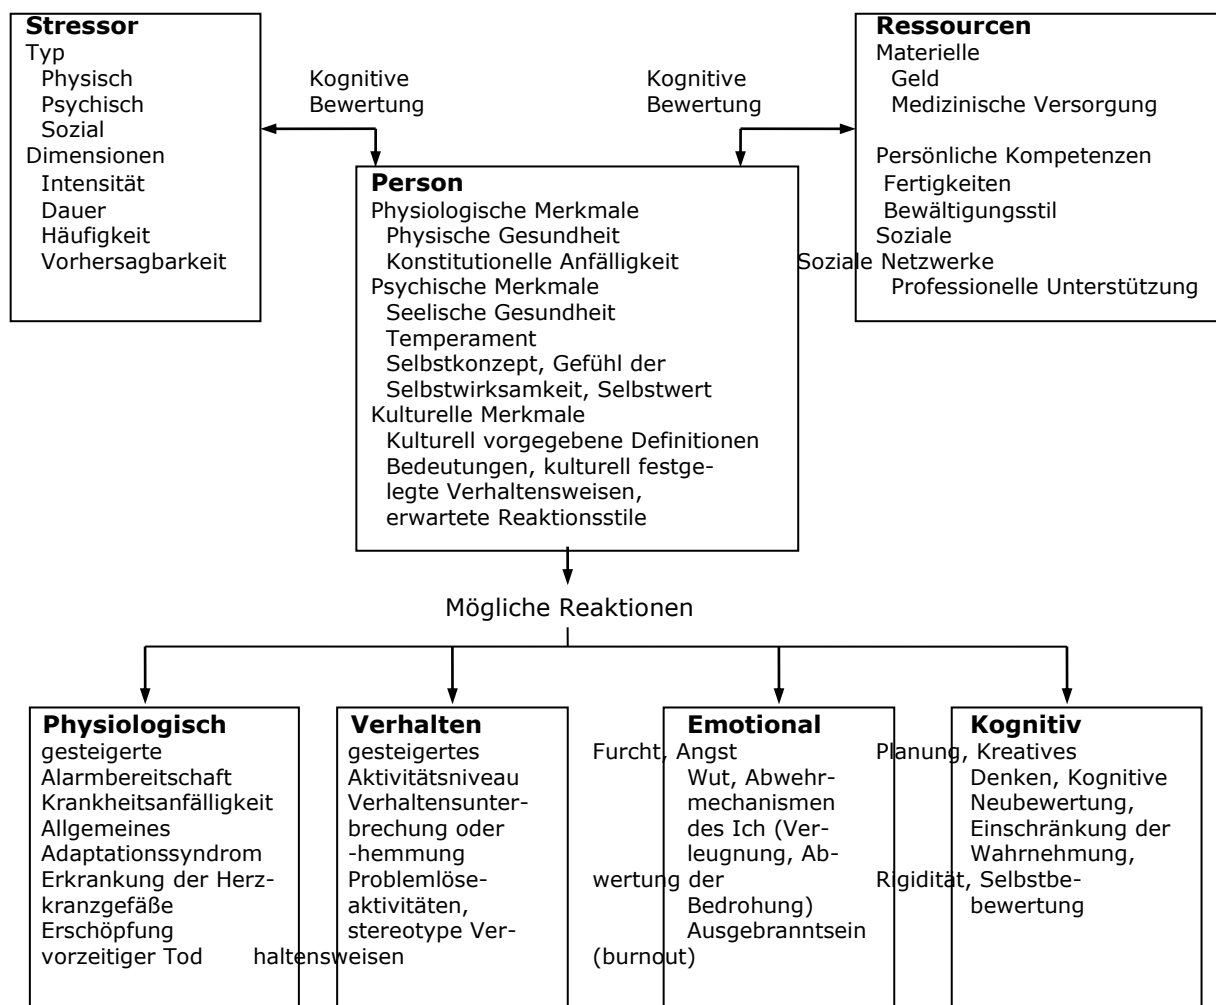 Stressor
Typ
Physisch
Psychisch
Sozial
Dimensionen
Intensität
Dauer
Häufigkeit
Vorhersagbarkeit
Kognitive
Bewertung
Kognitive
Bewertung
Ressourcen
Materielle
Geld
Medizinische Versorgung
Persönliche Kompetenzen
Fertigkeiten
Bewältigungsstil
Soziale
Soziale Netzwerke
Professionelle Unterstützung
Person
Physiologische Merkmale
Physische Gesundheit
Konstitutionelle Anfälligkeit
Psychische Merkmale
Seelische Gesundheit
Temperament
Selbstkonzept, Gefühl der
Selbstwirksamkeit, Selbstwert
Kulturelle Merkmale
Kulturell vorgegebene Definitionen
Bedeutungen, kulturell festge-
legte Verhaltensweisen,
erwartete Reaktionsstile
Mögliche Reaktionen
Physiologisch
gesteigerte
Alarmbereitschaft
Krankheitsanfälligkeit
Allgemeines
Adaptationssyndrom
Erkrankung der Herz-
kranzgefäße
Erschöpfung
vorzeitiger Tod
Verhalten
gesteigertes
Aktivitätsniveau
Verhaltensunter-
brechung oder
-hemmung
Problemlöse-
aktivitäten,
stereotype Ver-
haltensweisen
Emotional
Furcht, Angst
Wut, Abwehr-
mechanismen
des Ich (Ver-
leugnung, Ab-
wertung der
Bedrohung)
Ausgebranntsein
(burnout)
Kognitiv
Planung, Kreatives
Denken, Kognitive
Neubewertung,
Einschränkung der
Wahrnehmung,
Rigidität, Selbstbe-
bewertung